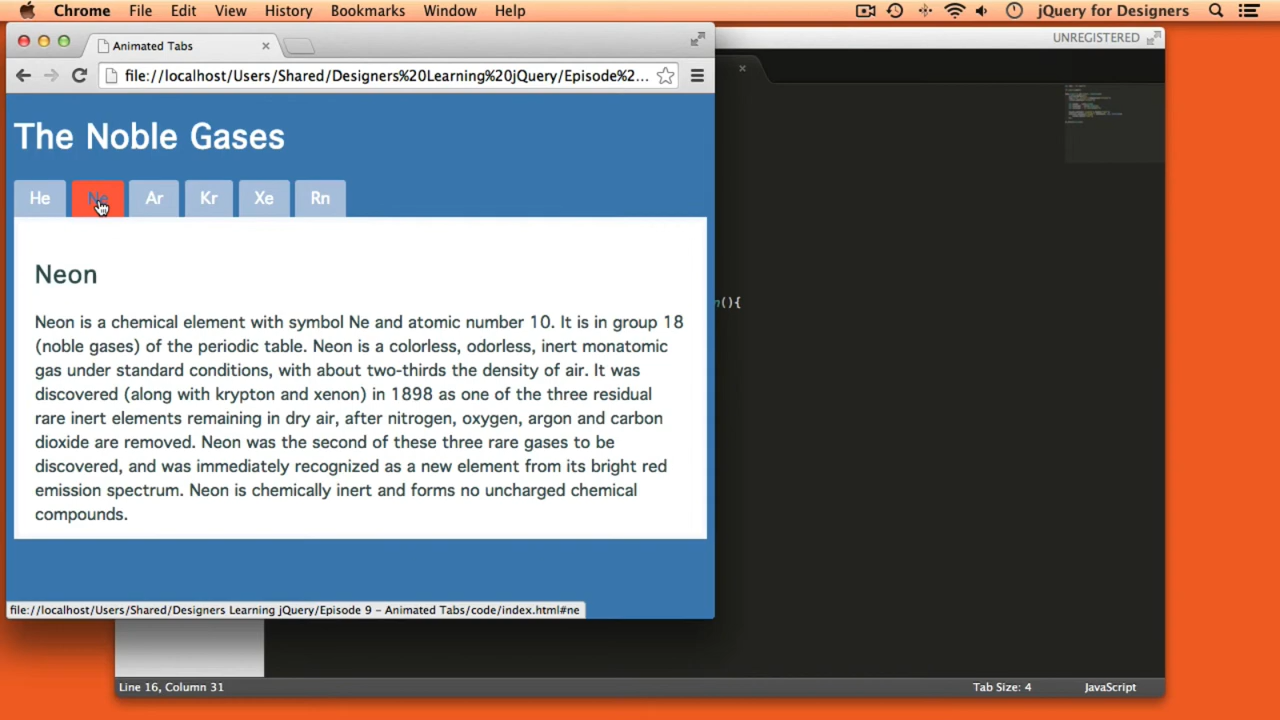 Chrome File Edit View History Bookmarks Window Help jQuery for Designers
Animated Tabs
UNREGISTERED
file://localhost/Users/Shared/Designers%20Learning%20jQuery/Episode%2...
The Noble Gases
He Ne Ar Kr Xe Rn
Neon
n(){
Neon is a chemical element with symbol Ne and atomic number 10. It is in group 18
(noble gases) of the periodic table. Neon is a colorless, odorless, inert monatomic
gas under standard conditions, with about two-thirds the density of air. It was
discovered (along with krypton and xenon) in 1898 as one of the three residual
rare inert elements remaining in dry air, after nitrogen, oxygen, argon and carbon
dioxide are removed. Neon was the second of these three rare gases to be
discovered, and was immediately recognized as a new element from its bright red
emission spectrum. Neon is chemically inert and forms no uncharged chemical
compounds.
file://localhost/Users/Shared/Designers Learning jQuery/Episode 9 – Animated Tabs/code/index.html#ne
Line 16, Column 31 Tab Size: 4 JavaScript